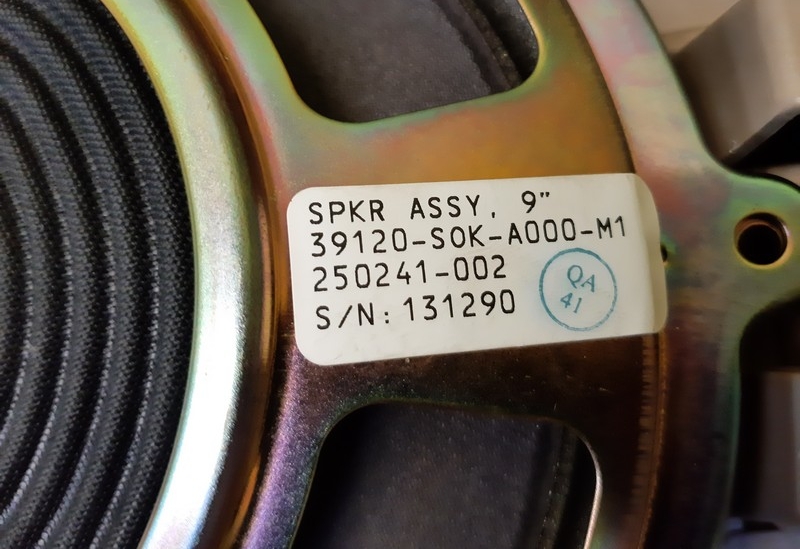 SPKR ASSY, 9"
39120-S0K-A000-M1
250241-002
S/N: 131290
QA
41